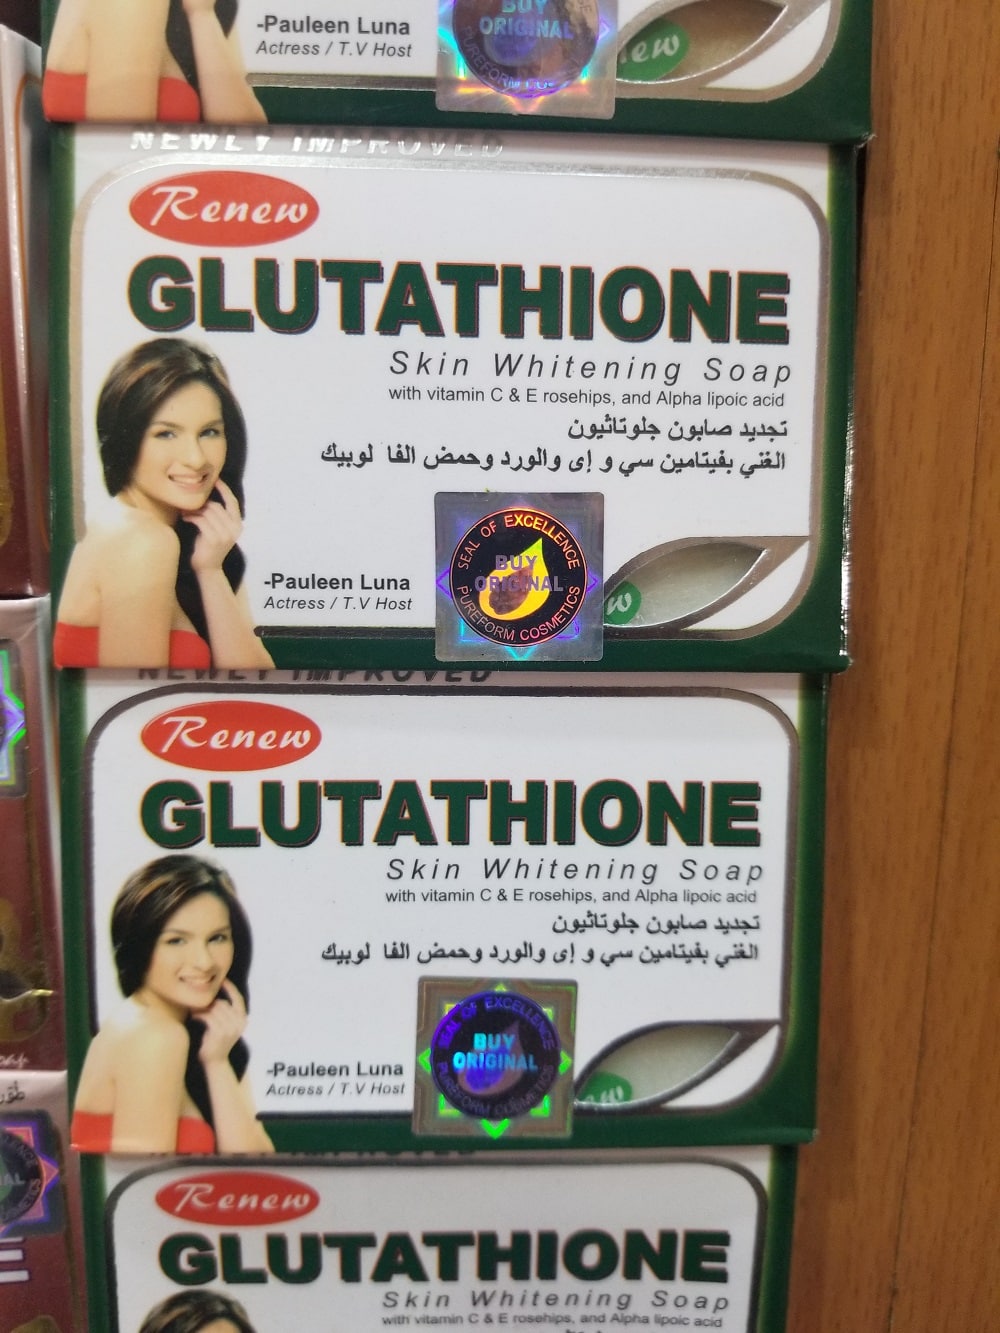 -Pauleen Luna
Actress / T.V Host
BUY
ORIGINAL
NEWLY IMPROVED
Renew
GLUTATHIONE
Skin Whitening Soap
with vitamin C & E rosehips, and Alpha lipoic acid
تجديد صابون جلوتاثيون
الغني بفيتامين سي و إى والورد وحمض الفا لوبيك
-Pauleen Luna
Actress / T.V Host
SEAL OF EXCELLENCE
BUY
ORIGINAL
PUREFORM COSMETICS
NEWLY IMPROVED
Renew
GLUTATHIONE
Skin Whitening Soap
with vitamin C & E rosehips, and Alpha lipoic acid
تجديد صابون جلوتاثيون
الغني بفيتامين سي و إى والورد وحمض الفا لوبيك
-Pauleen Luna
Actress / T.V Host
SEAL OF EXCELLENCE
BUY
ORIGINAL
PUREFORM COSMETICS
Renew
GLUTATHIONE
Skin Whitening Soap
with vitamin C & E rosehips, and Alpha lipoic acid